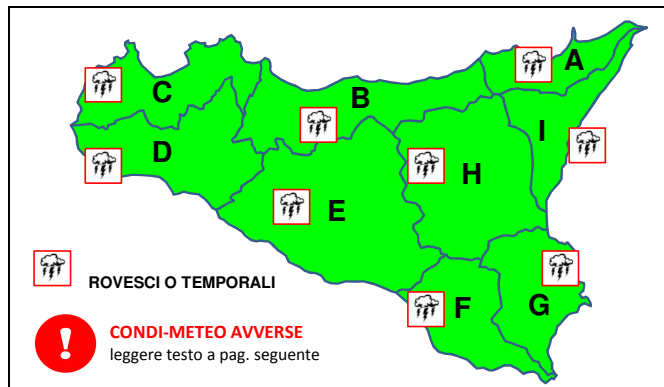 A
B
C
I
D
H
E
F
G
ROVESCI O TEMPORALI
! CONDI-METEO AVVERSE
leggere testo a pag. seguente